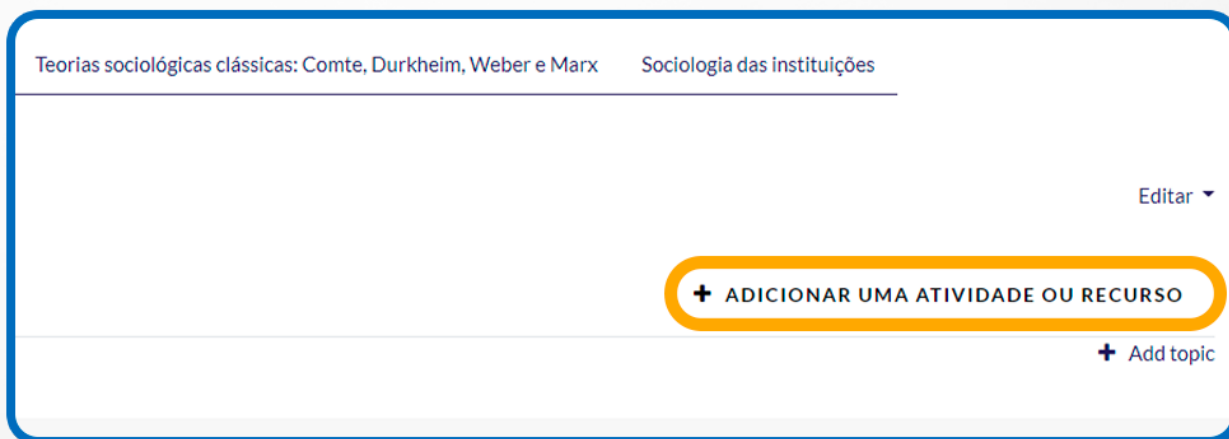 Teorias sociológicas clássicas: Comte, Durkheim, Weber e Marx Sociologia das instituições
Editar
+ ADICIONAR UMA ATIVIDADE OU RECURSO
+ Add topic